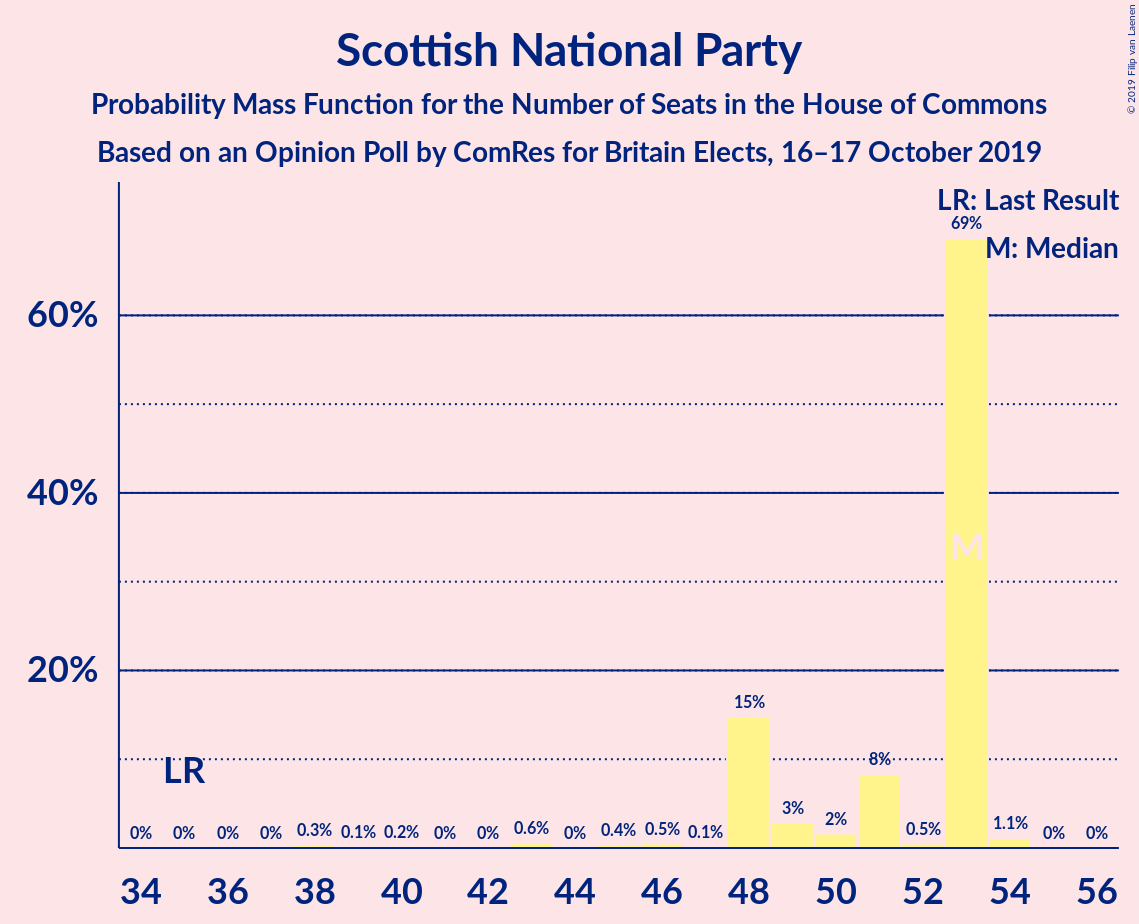 Scottish National Party
Probability Mass Function for the Number of Seats in the House of Commons
Based on an Opinion Poll by ComRes for Britain Elects, 16–17 October 2019
© 2019 Filip van Laenen
LR: Last Result
M: Median
60%
40%
20%
69%
M
15%
LR
8%
3%
2%
0% 0% 0% 0% 0.3% 0.1% 0.2% 0% 0% 0.6% 0% 0.4% 0.5% 0.1% 0.5% 1.1% 0% 0%
34 36 38 40 42 44 46 48 50 52 54 56